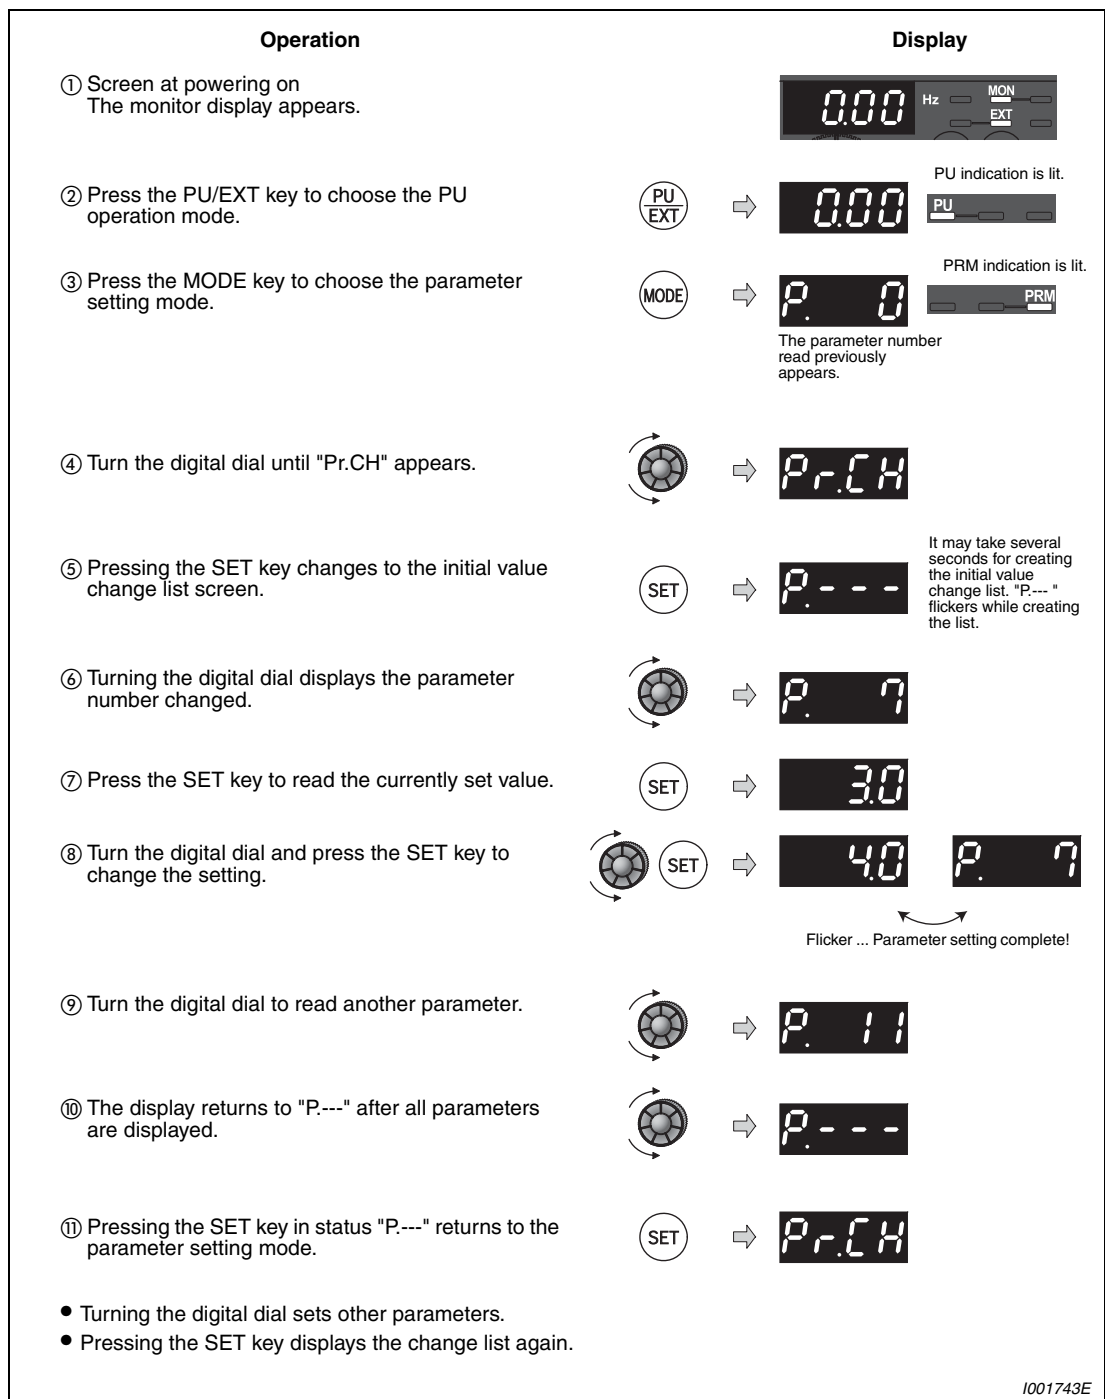 Operation
Display
① Screen at powering on
The monitor display appears.
0.00 Hz MON
EXT
② Press the PU/EXT key to choose the PU
operation mode.
PU
EXT
0.00
PU indication is lit.
PU
③ Press the MODE key to choose the parameter
setting mode.
MODE
P. 0
PRM indication is lit.
PRM
The parameter number
read previously
appears.
④ Turn the digital dial until "Pr.CH" appears.
Pr.CH
⑤ Pressing the SET key changes to the initial value
change list screen.
SET
P.---
It may take several
seconds for creating
the initial value
change list. "P.--- "
flickers while creating
the list.
⑥ Turning the digital dial displays the parameter
number changed.
P. 7
⑦ Press the SET key to read the currently set value.
SET
3.0
⑧ Turn the digital dial and press the SET key to
change the setting.
SET
4.0 P. 7
Flicker ... Parameter setting complete!
⑨ Turn the digital dial to read another parameter.
P. 11
⑩ The display returns to "P.---" after all parameters
are displayed.
P.---
⑪ Pressing the SET key in status "P.---" returns to the
parameter setting mode.
SET
Pr.CH
● Turning the digital dial sets other parameters.
● Pressing the SET key displays the change list again.
I001743E